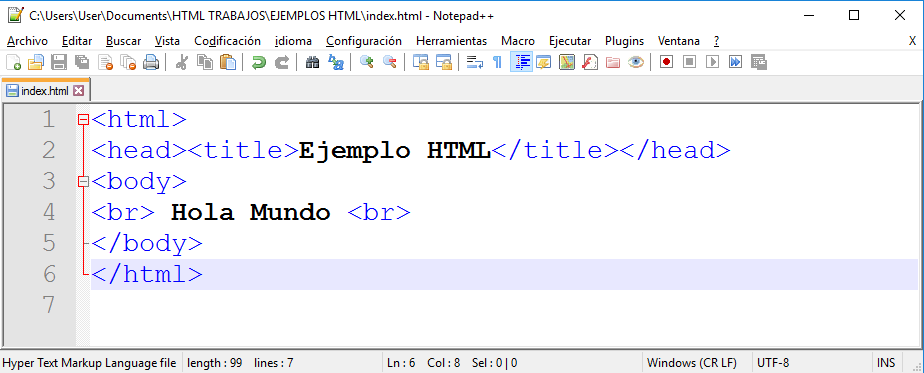 C:\Users\User\Documents\HTML TRABAJOS\EJEMPLOS HTML\index.html - Notepad++
Archivo Editar Buscar Vista Codificación idioma Configuración Herramientas Macro Ejecutar Plugins Ventana ? X
index.html
1 <html>
2 <head><title>Ejemplo HTML</title></head>
3 <body>
4 <br> Hola Mundo <br>
5 </body>
6 </html>
7
Hyper Text Markup Language file length : 99 lines : 7 Ln : 6 Col : 8 Sel : 0 | 0 Windows (CR LF) UTF-8 INS